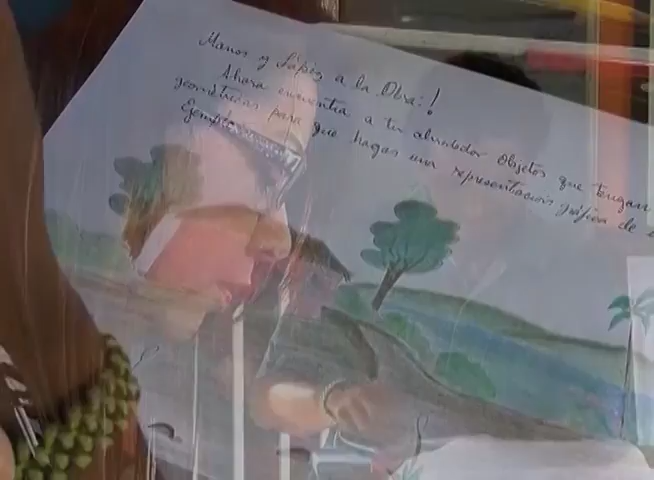 Manos y Lápiz a la Obra:!
Ahora encuentra a tu alrededor objetos que tengan
geométricas para que hagas una representación gráfica de
Ejemplo